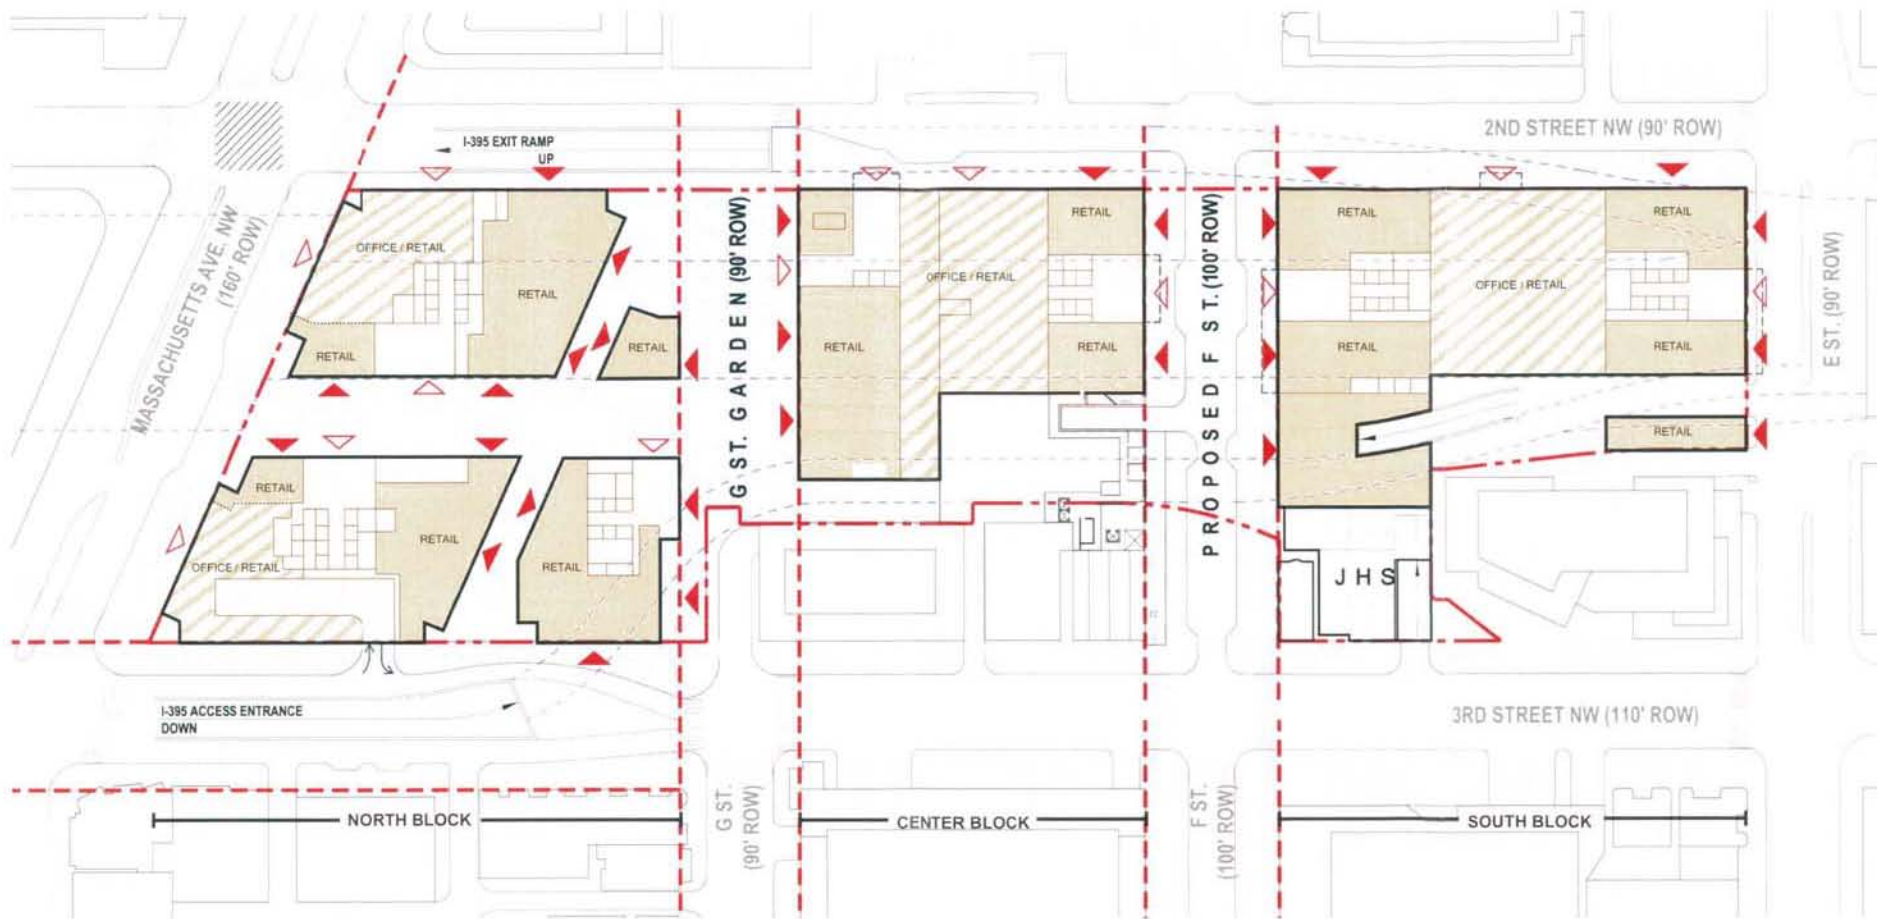 2ND STREET NW (90' ROW)
I-395 EXIT RAMP
UP
MASSACHUSETTS AVE. NW
(160' ROW)
OFFICE / RETAIL
RETAIL
RETAIL
RETAIL
G ST. GARDEN (90' ROW)
RETAIL
OFFICE / RETAIL
RETAIL
RETAIL
PROPOSED F ST. (100' ROW)
RETAIL
OFFICE / RETAIL
RETAIL
RETAIL
RETAIL
RETAIL
E ST. (90' ROW)
RETAIL
OFFICE / RETAIL
RETAIL
RETAIL
JHS
I-395 ACCESS ENTRANCE
DOWN
3RD STREET NW (110' ROW)
G ST.
(90' ROW)
F ST.
(100' ROW)
NORTH BLOCK
CENTER BLOCK
SOUTH BLOCK